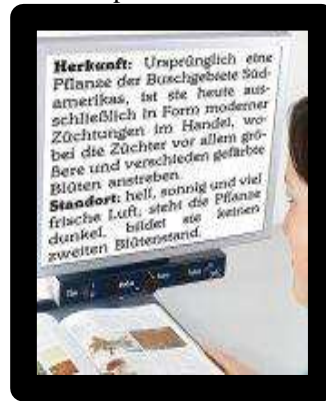 Herkunft: Ursprünglich eine
Pflanze der Buschgebiete Süd-
amerikas, ist sie heute aus-
schließlich in Form moderner
Züchtungen im Handel, wo-
bei die Züchter vor allem grö-
ßere und verschieden gefärbte
Blüten anstreben.
Standort: hell, sonnig und viel
frische Luft; steht die Pflanze
dunkel, bildet sie keinen
zweiten Blütenstand.